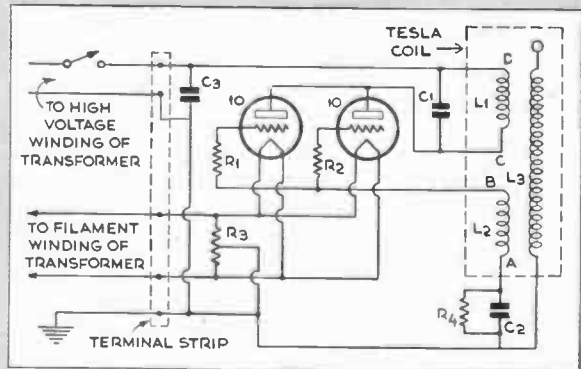 TESLA
COIL
D
C3
10
10
C1
L1
TO HIGH
VOLTAGE
WINDING OF
TRANSFORMER
R1
R2
C
L3
B
TO FILAMENT
WINDING OF
TRANSFORMER
R3
L2
A
R4
C2
TERMINAL STRIP